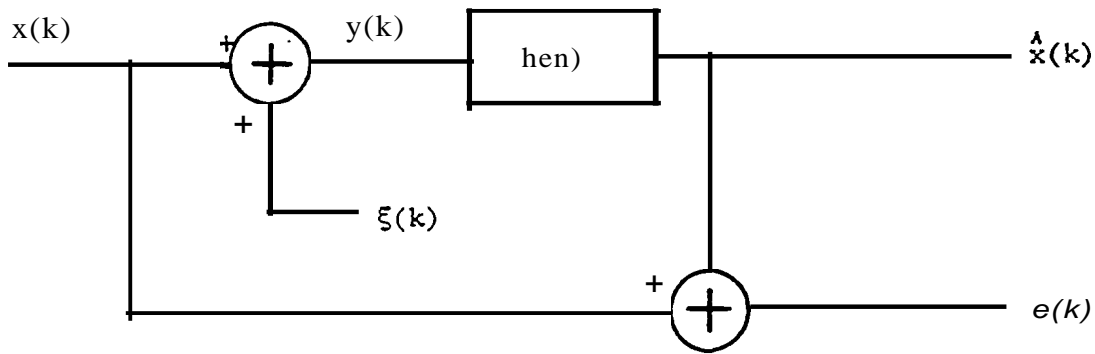 x(k)
+
+
y(k)
hen)
x̂(k)
+
ξ(k)
+
+
e(k)